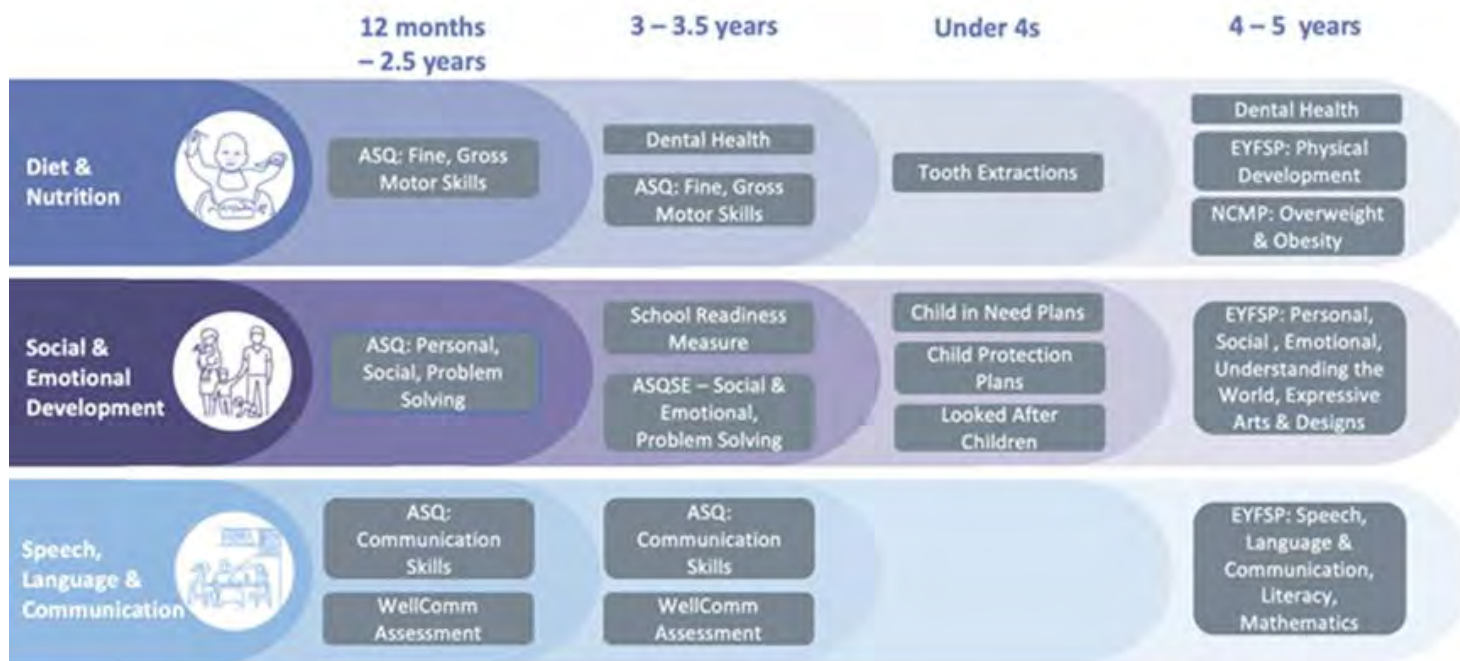 12 months
– 2.5 years
3 – 3.5 years
Under 4s
4 – 5 years
Diet &
Nutrition
ASQ: Fine, Gross
Motor Skills
Dental Health
ASQ: Fine, Gross
Motor Skills
Tooth Extractions
Dental Health
EYFSP: Physical
Development
NCMP: Overweight
& Obesity
Social &
Emotional
Development
ASQ: Personal,
Social, Problem
Solving
School Readiness
Measure
ASQSE – Social &
Emotional,
Problem Solving
Child in Need Plans
Child Protection
Plans
Looked After
Children
EYFSP: Personal,
Social , Emotional,
Understanding the
World, Expressive
Arts & Designs
Speech,
Language &
Communication
ASQ:
Communication
Skills
WellComm
Assessment
ASQ:
Communication
Skills
WellComm
Assessment
EYFSP: Speech,
Language &
Communication,
Literacy,
Mathematics